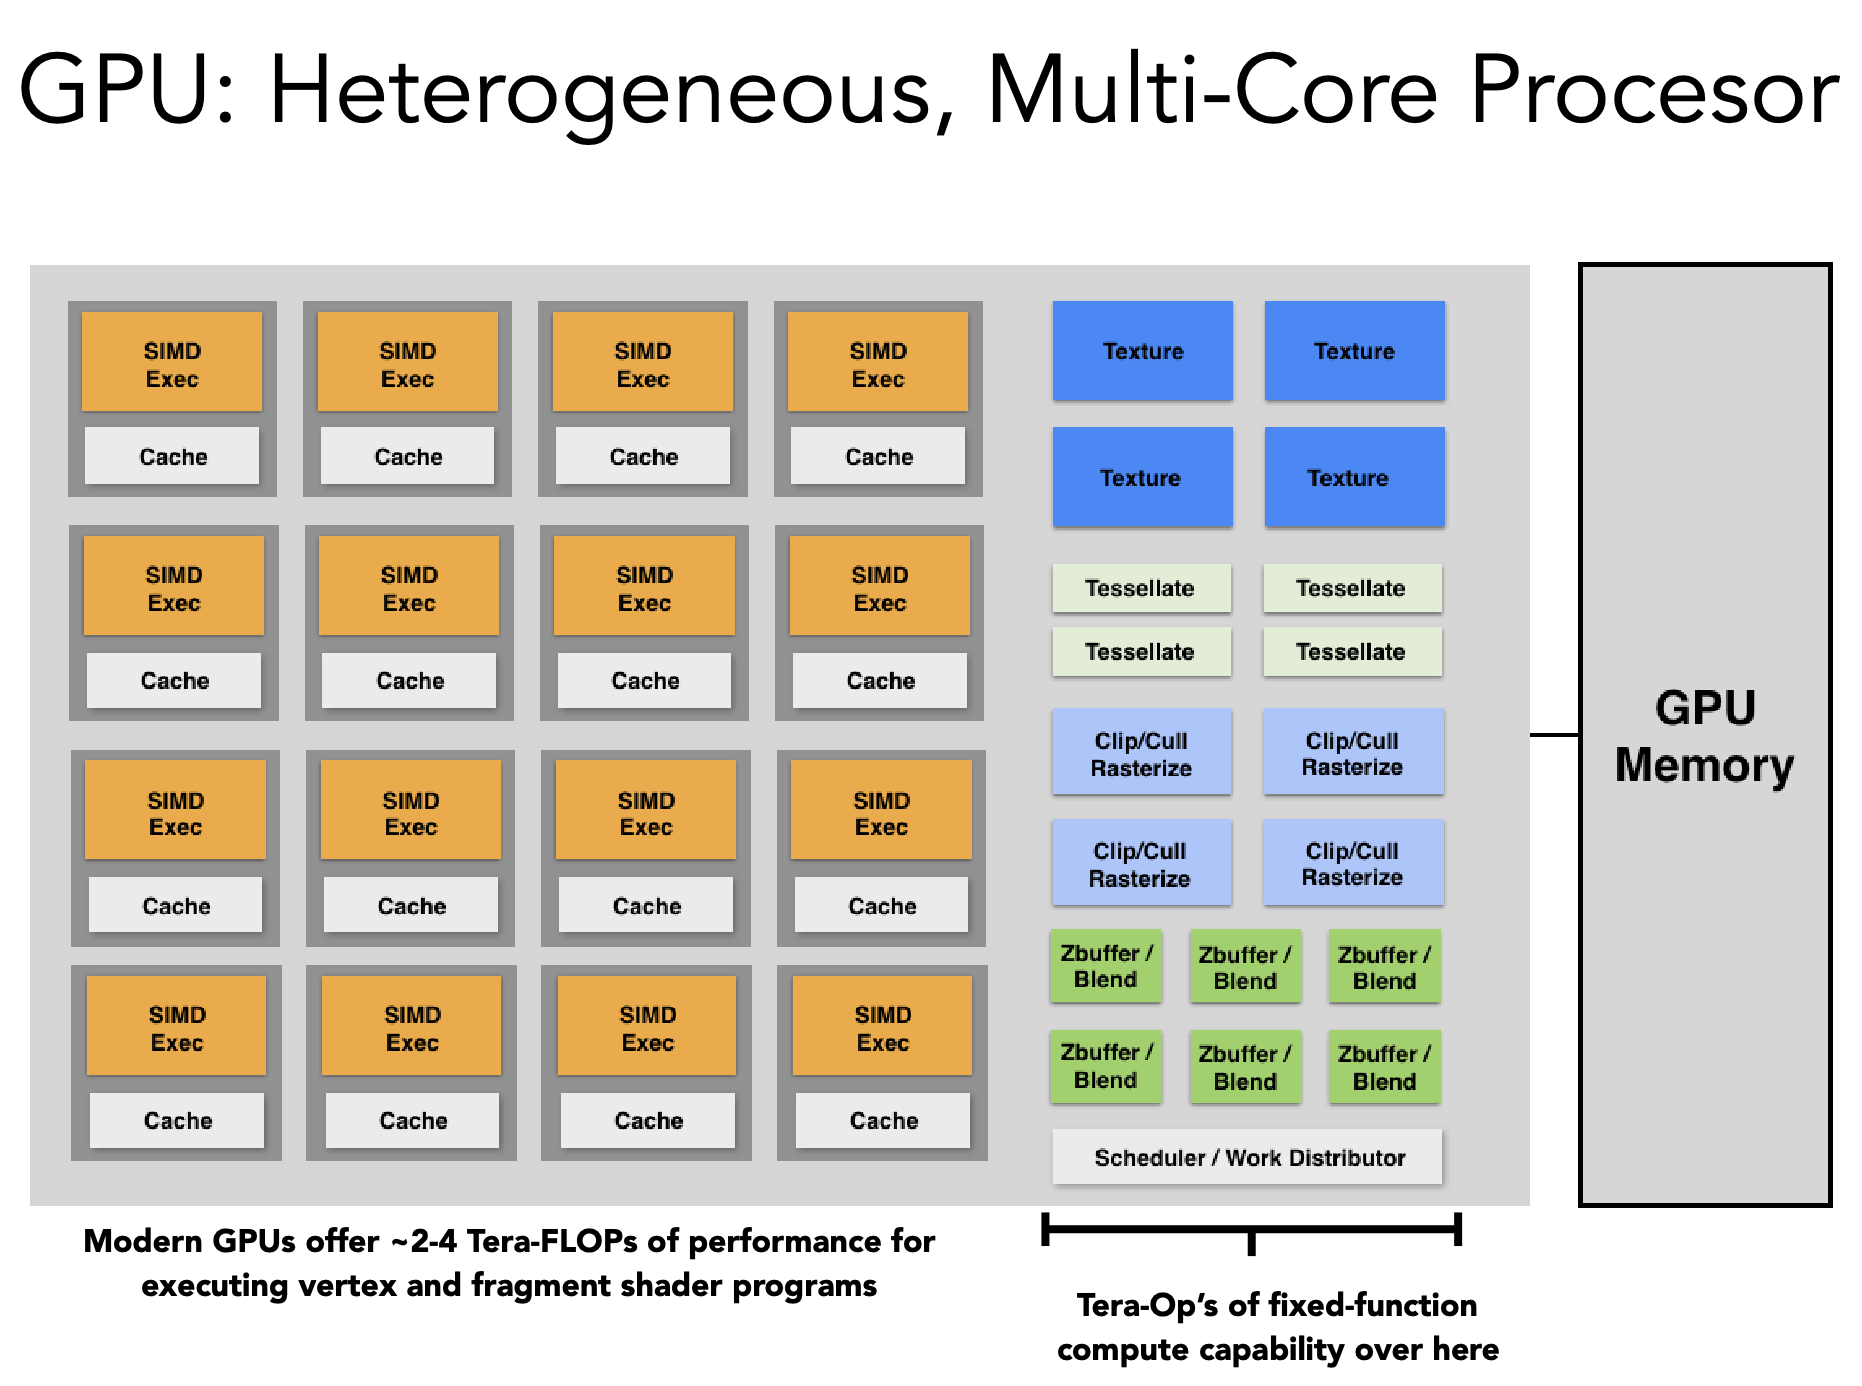 GPU: Heterogeneous, Multi-Core Procesor
SIMD
Exec
Cache
SIMD
Exec
Cache
SIMD
Exec
Cache
SIMD
Exec
Cache
SIMD
Exec
Cache
SIMD
Exec
Cache
SIMD
Exec
Cache
SIMD
Exec
Cache
SIMD
Exec
Cache
SIMD
Exec
Cache
SIMD
Exec
Cache
SIMD
Exec
Cache
SIMD
Exec
Cache
SIMD
Exec
Cache
SIMD
Exec
Cache
SIMD
Exec
Cache
Texture
Texture
Texture
Texture
Tessellate
Tessellate
Tessellate
Tessellate
Clip/Cull
Rasterize
Clip/Cull
Rasterize
Clip/Cull
Rasterize
Clip/Cull
Rasterize
Zbuffer /
Blend
Zbuffer /
Blend
Zbuffer /
Blend
Zbuffer /
Blend
Zbuffer /
Blend
Zbuffer /
Blend
Scheduler / Work Distributor
GPU
Memory
Modern GPUs offer ~2-4 Tera-FLOPs of performance for
executing vertex and fragment shader programs
Tera-Op’s of fixed-function
compute capability over here